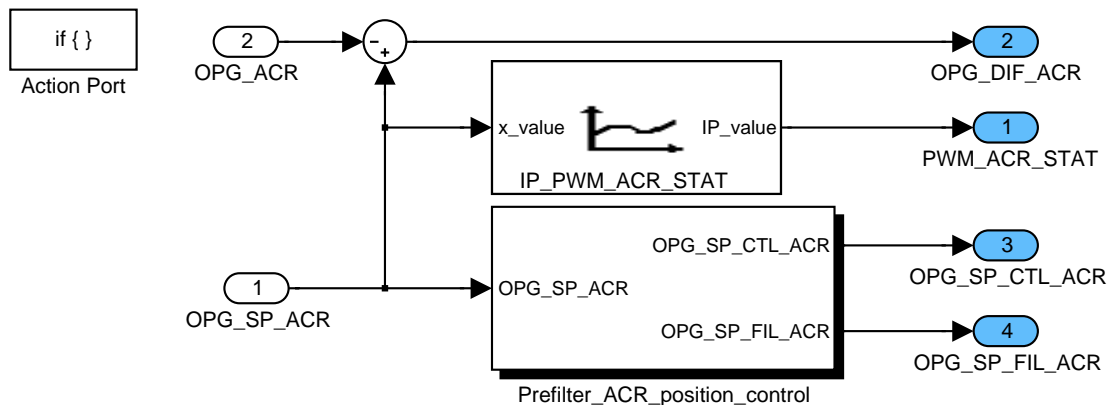 if { }
Action Port
2
OPG_ACR
-
+
2
OPG_DIF_ACR
x_value
IP_value
IP_PWM_ACR_STAT
1
PWM_ACR_STAT
1
OPG_SP_ACR
OPG_SP_ACR
OPG_SP_CTL_ACR
OPG_SP_FIL_ACR
Prefilter_ACR_position_control
3
OPG_SP_CTL_ACR
4
OPG_SP_FIL_ACR